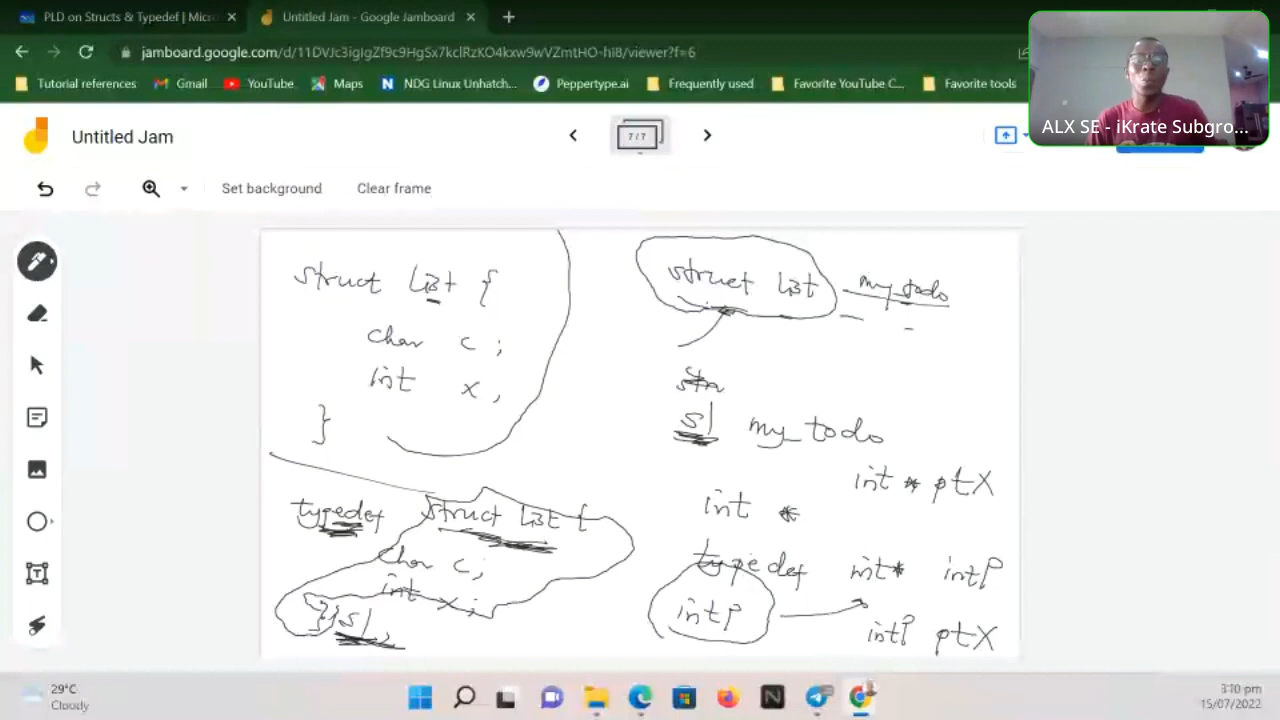 PLD on Structs & Typedef | Micr
Untitled Jam - Google Jamboard
jamboard.google.com/d/11DVJc3igIgZf9c9HgSx7kclRzKO4kxw9wVZmtHO-hI8/viewer?f=6
Tutorial references
Gmail
YouTube
Maps
NDG Linux Unhatch...
Peppertype.ai
Frequently used
Favorite YouTube C...
Favorite tools
ALX SE - iKrate Subgro...
Untitled Jam
7/7
Set background
Clear frame
struct list {
char c ;
int x ,
}
typedef struct list {
char c;
int x;
} sl ,
struct list my_todo
sl my_todo
int * ptX
int *
typedef int* intP
intP
intP ptX
29°C
Cloudy
3:10 pm
15/07/2022